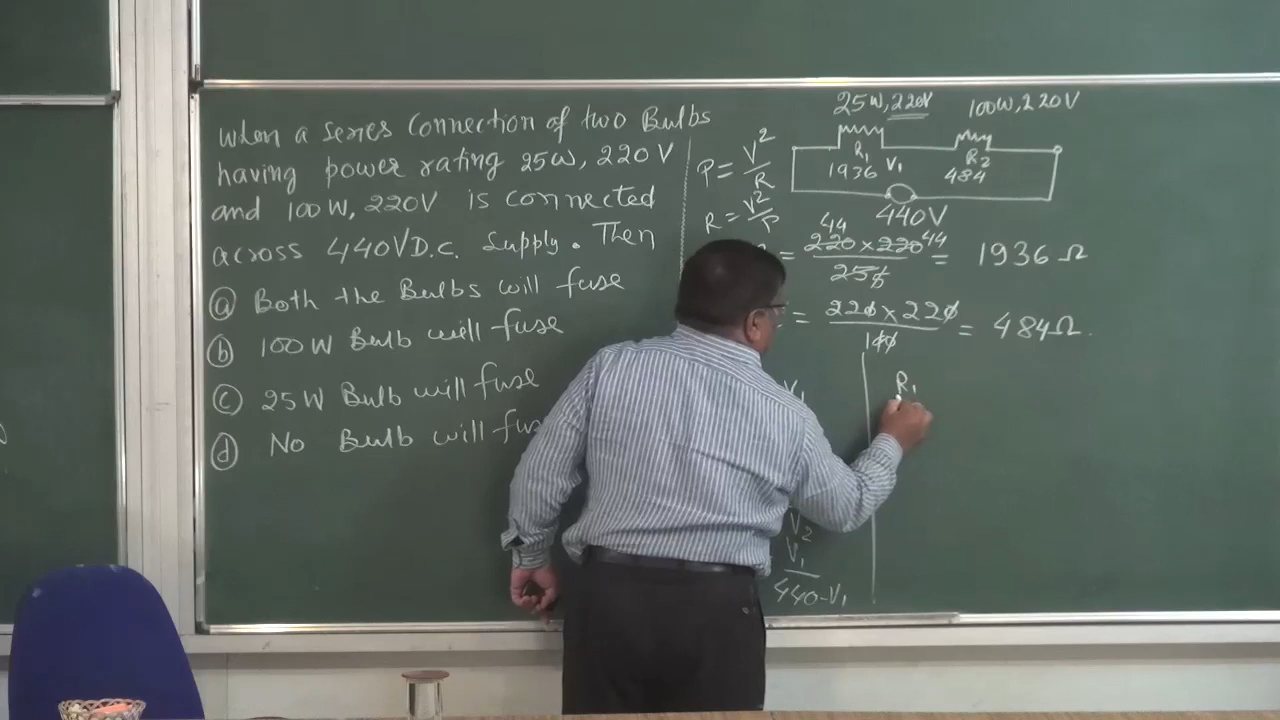 When a series Connection of two Bulbs
having power rating 25W, 220V
and 100W, 220V is connected
across 440V D.C. Supply. Then
(a) Both the Bulbs will fuse
(b) 100W Bulb will fuse
(c) 25W Bulb will fuse
(d) No Bulb will fus
P = V²/R
R = V²/P
25W, 220V
100W, 220V
R₁ V₁ R₂
1936 484
440V
44 44
= 220 × 220 / 25 = 1936 Ω
= 220 × 220 / 100 = 484 Ω.
V₁
V₂
V₁ / 440-V₁
R₁